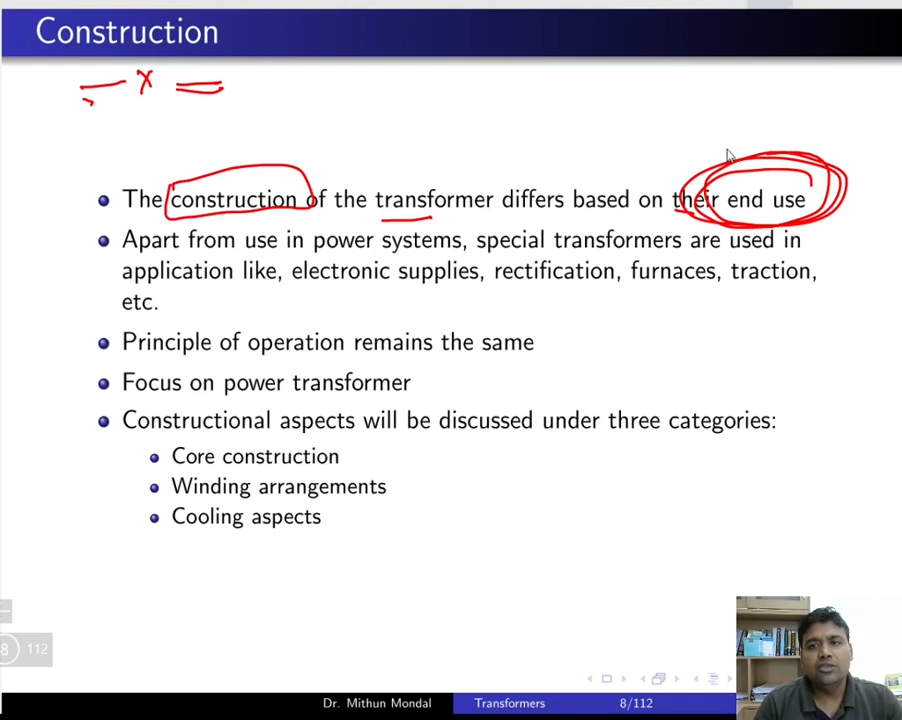 Construction
x
The construction of the transformer differs based on their end use
Apart from use in power systems, special transformers are used in
application like, electronic supplies, rectification, furnaces, traction,
etc.
Principle of operation remains the same
Focus on power transformer
Constructional aspects will be discussed under three categories:
Core construction
Winding arrangements
Cooling aspects
8 112
Dr. Mithun Mondal Transformers 8/112